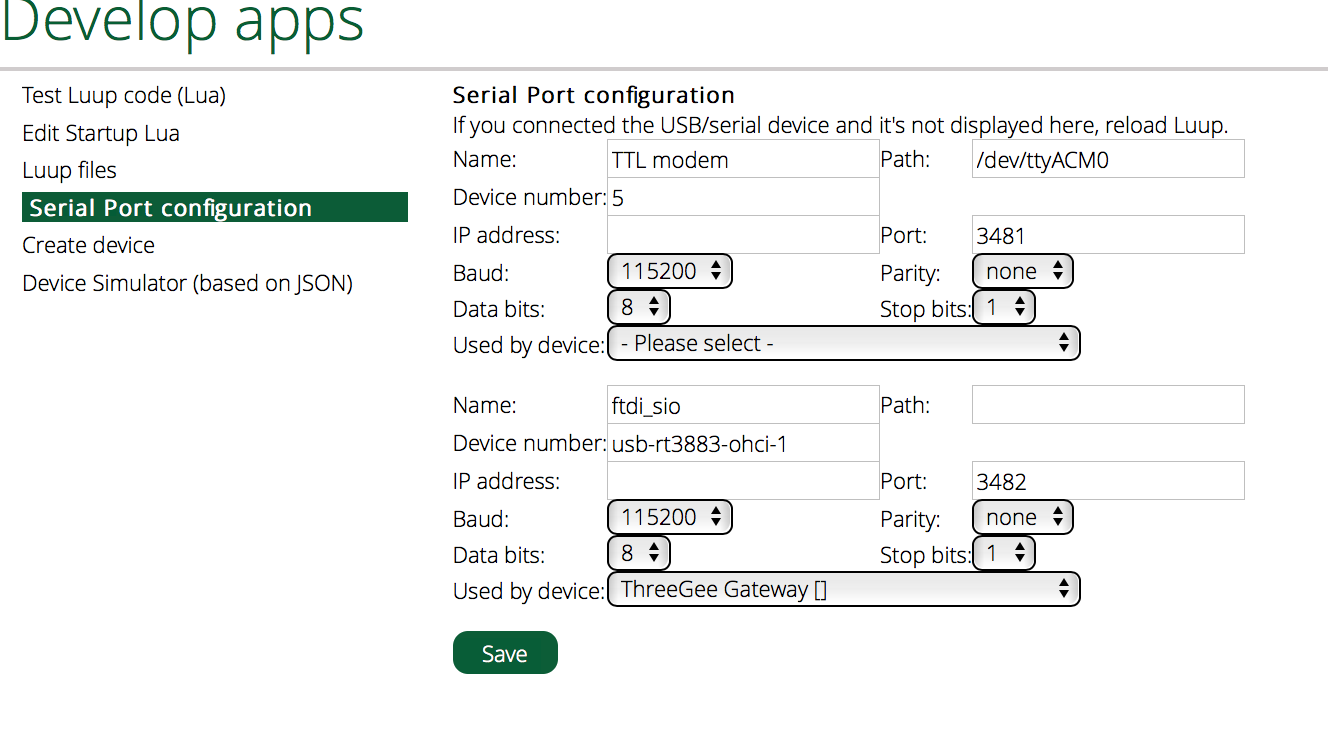 Develop apps
Test Luup code (Lua)
Edit Startup Lua
Luup files
Serial Port configuration
Create device
Device Simulator (based on JSON)
Serial Port configuration
If you connected the USB/serial device and it's not displayed here, reload Luup.
Name: TTL modem Path: /dev/ttyACM0
Device number: 5
IP address: Port: 3481
Baud: 115200 Parity: none
Data bits: 8 Stop bits: 1
Used by device: - Please select -
Name: ftdi_sio Path:
Device number: usb-rt3883-ohci-1
IP address: Port: 3482
Baud: 115200 Parity: none
Data bits: 8 Stop bits: 1
Used by device: ThreeGee Gateway []
Save